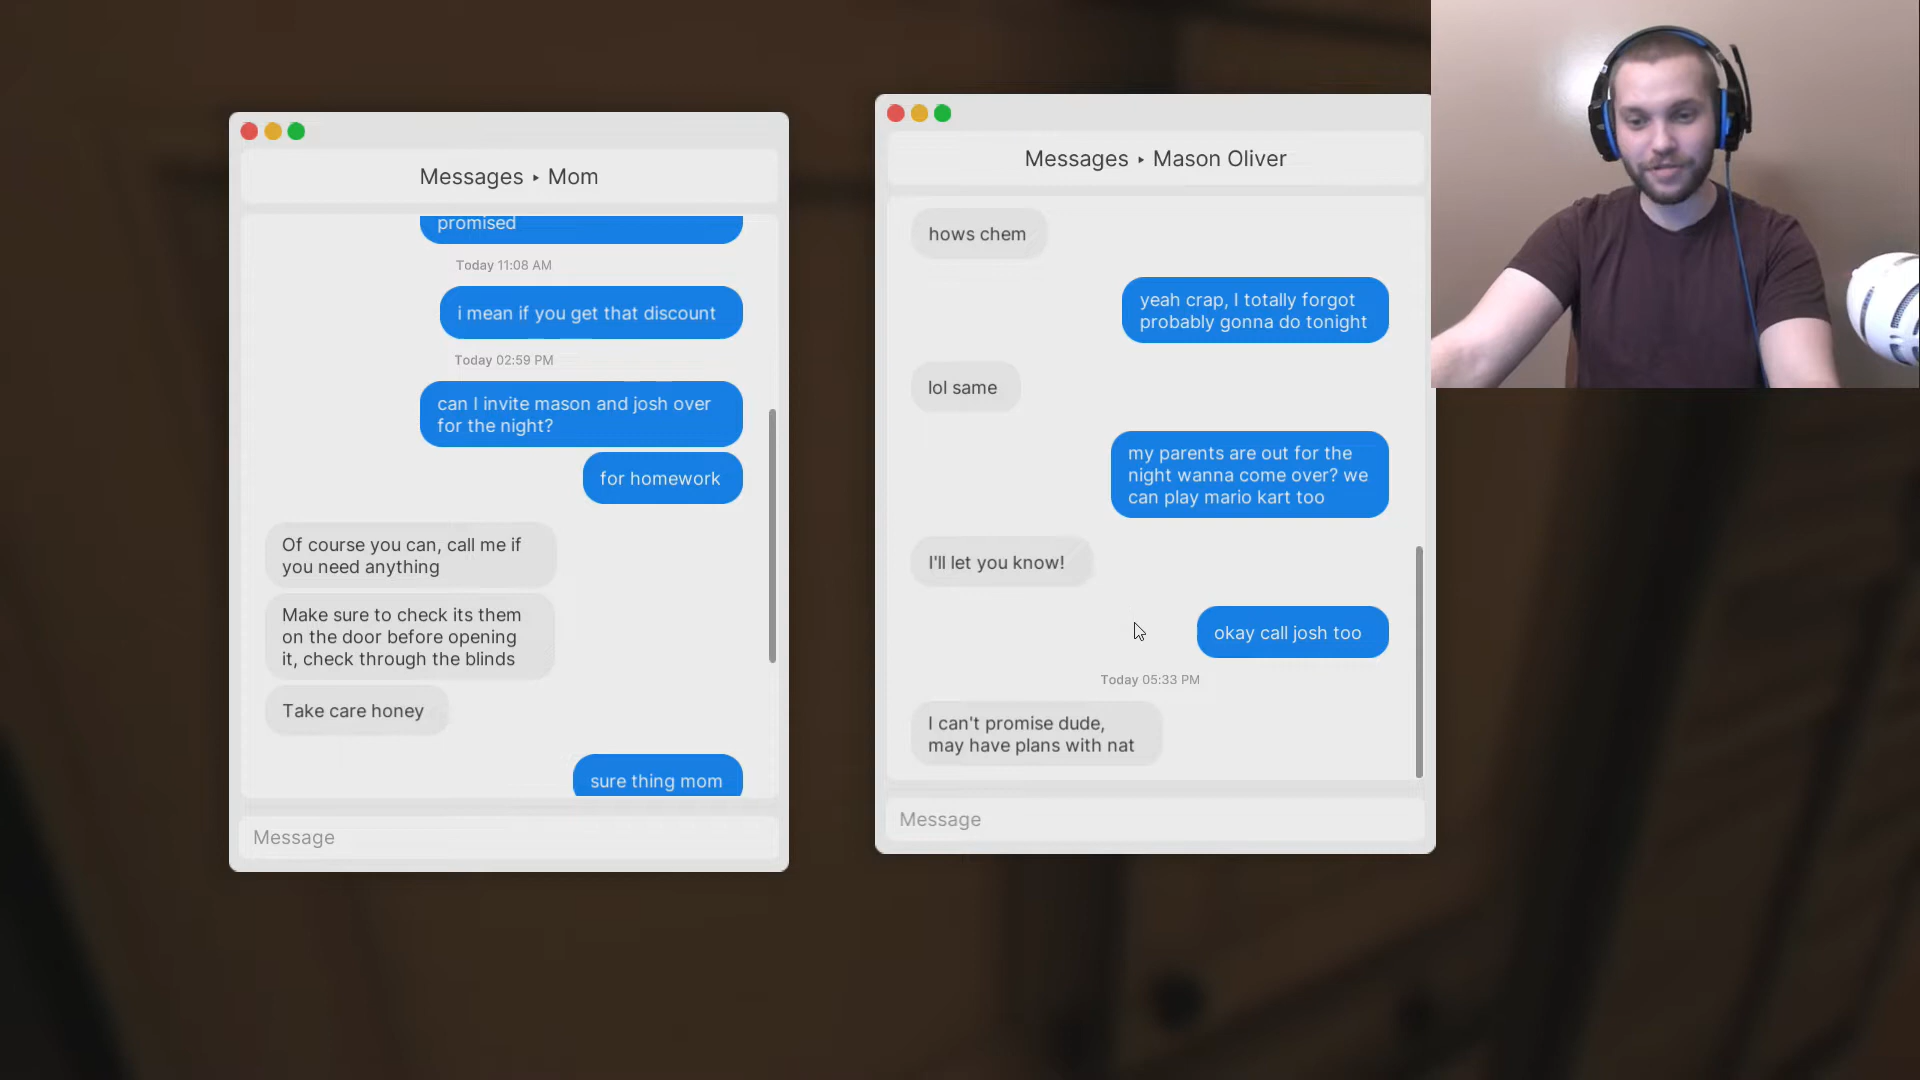 Messages ‣ Mom
promised
Today 11:08 AM
i mean if you get that discount
Today 02:59 PM
can I invite mason and josh over
for the night?
for homework
Of course you can, call me if
you need anything
Make sure to check its them
on the door before opening
it, check through the blinds
Take care honey
sure thing mom
Message
Messages ‣ Mason Oliver
hows chem
yeah crap, I totally forgot
probably gonna do tonight
lol same
my parents are out for the
night wanna come over? we
can play mario kart too
I'll let you know!
okay call josh too
Today 05:33 PM
I can't promise dude,
may have plans with nat
Message